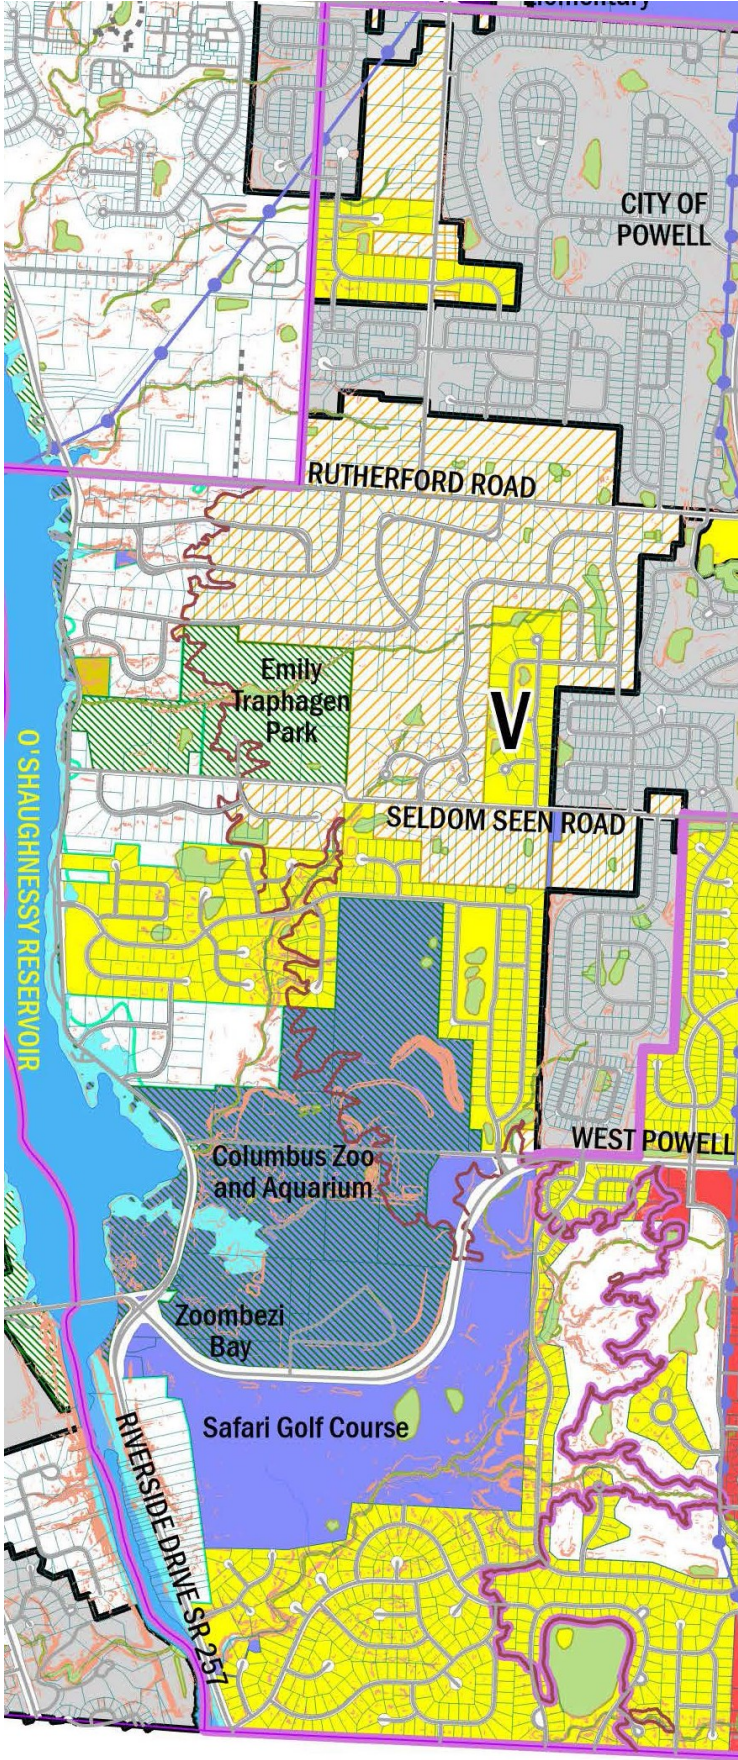 Elementary
CITY OF
POWELL
RUTHERFORD ROAD
Emily
Traphagen
Park
V
O'SHAUGHNESSY RESERVOIR
SELDOM SEEN ROAD
WEST POWELL
Columbus Zoo
and Aquarium
Zoombezi
Bay
Safari Golf Course
RIVERSIDE DRIVE SR 257